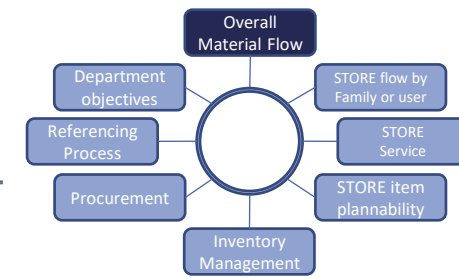 Overall
Material Flow
Department
objectives
STORE flow by
Family or user
Referencing
Process
STORE
Service
Procurement
STORE item
plannability
Inventory
Management